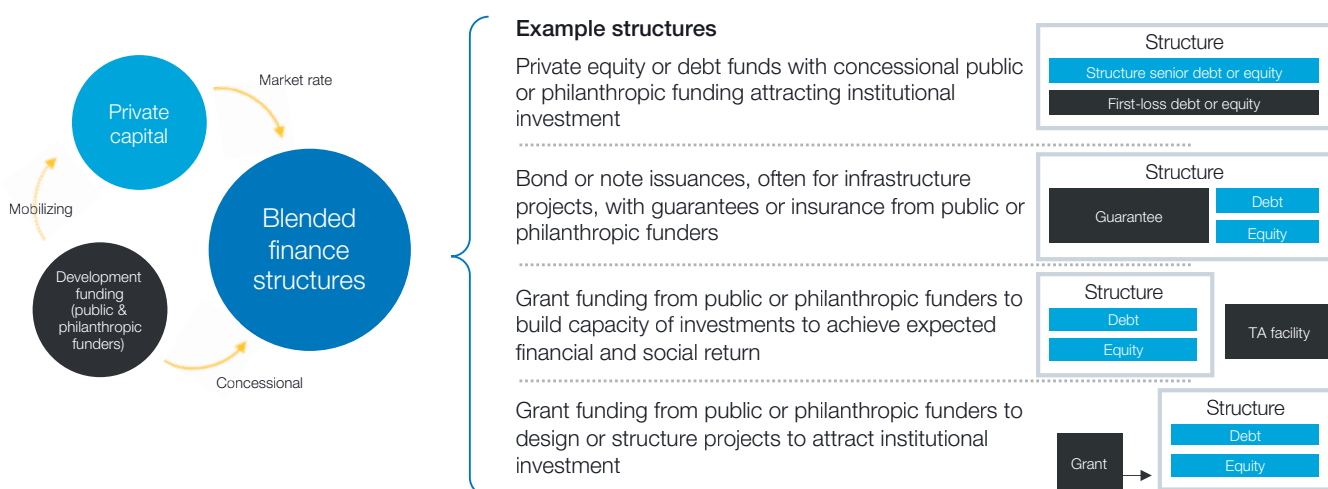 Private
capital
Market rate
Mobilizing
Blended
finance
structures
Development
funding
(public &
philanthropic
funders)
Concessional
Example structures
Private equity or debt funds with concessional public
or philanthropic funding attracting institutional
investment
Structure
Structure senior debt or equity
First-loss debt or equity
Bond or note issuances, often for infrastructure
projects, with guarantees or insurance from public or
philanthropic funders
Structure
Guarantee
Debt
Equity
Grant funding from public or philanthropic funders to
build capacity of investments to achieve expected
financial and social return
Structure
Debt
Equity
TA facility
Grant funding from public or philanthropic funders to
design or structure projects to attract institutional
investment
Grant
Structure
Debt
Equity